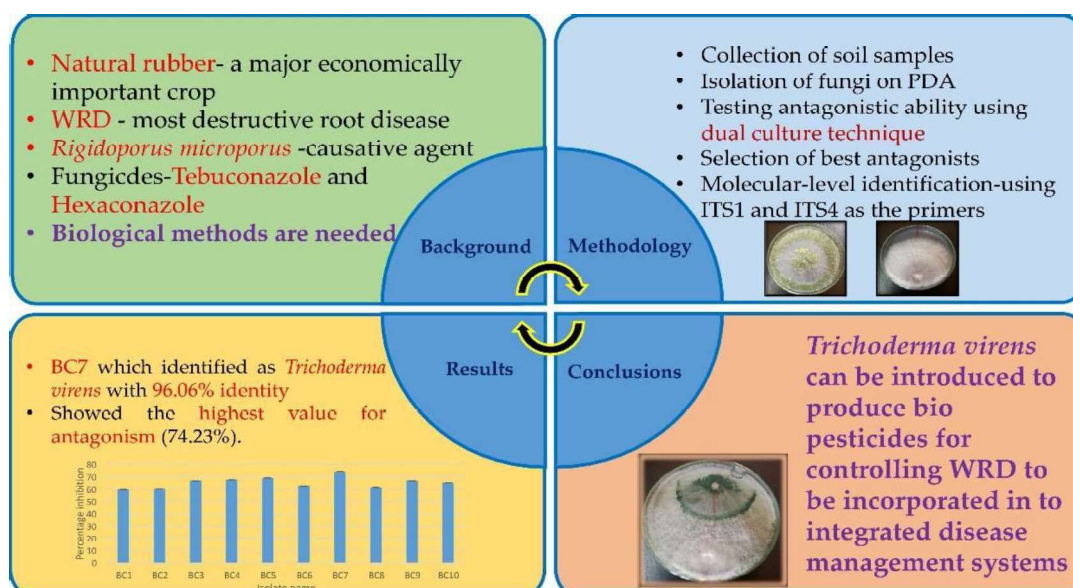 • Natural rubber- a major economically
important crop
• WRD - most destructive root disease
• Rigidoporus microporus -causative agent
• Fungicdes-Tebuconazole and
Hexaconazole
• Biological methods are needed
Background
• Collection of soil samples
• Isolation of fungi on PDA
• Testing antagonistic ability using
dual culture technique
• Selection of best antagonists
• Molecular-level identification-using
ITS1 and ITS4 as the primers
Methodology
• BC7 which identified as Trichoderma
virens with 96.06% identity
• Showed the highest value for
antagonism (74.23%).
Results
Percentage inhibition
80
70
60
50
40
30
20
10
0
BC1 BC2 BC3 BC4 BC5 BC6 BC7 BC8 BC9 BC10
Isolate name
Conclusions
Trichoderma virens
can be introduced to
produce bio
pesticides for
controlling WRD to
be incorporated in to
integrated disease
management systems